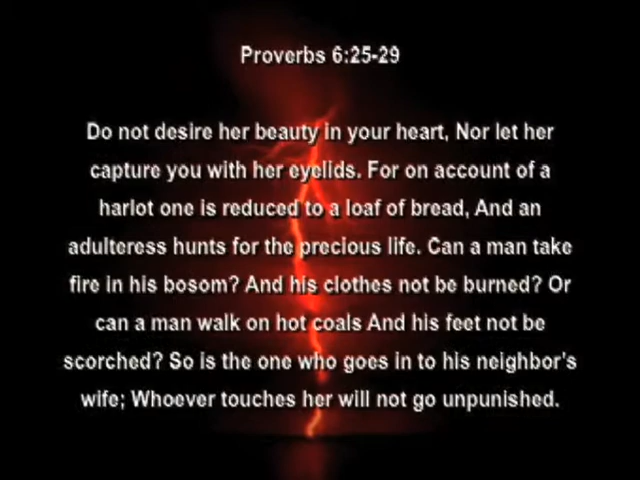 Proverbs 6:25-29
Do not desire her beauty in your heart, Nor let her
capture you with her eyelids. For on account of a
harlot one is reduced to a loaf of bread, And an
adulteress hunts for the precious life. Can a man take
fire in his bosom? And his clothes not be burned? Or
can a man walk on hot coals And his feet not be
scorched? So is the one who goes in to his neighbor's
wife; Whoever touches her will not go unpunished.